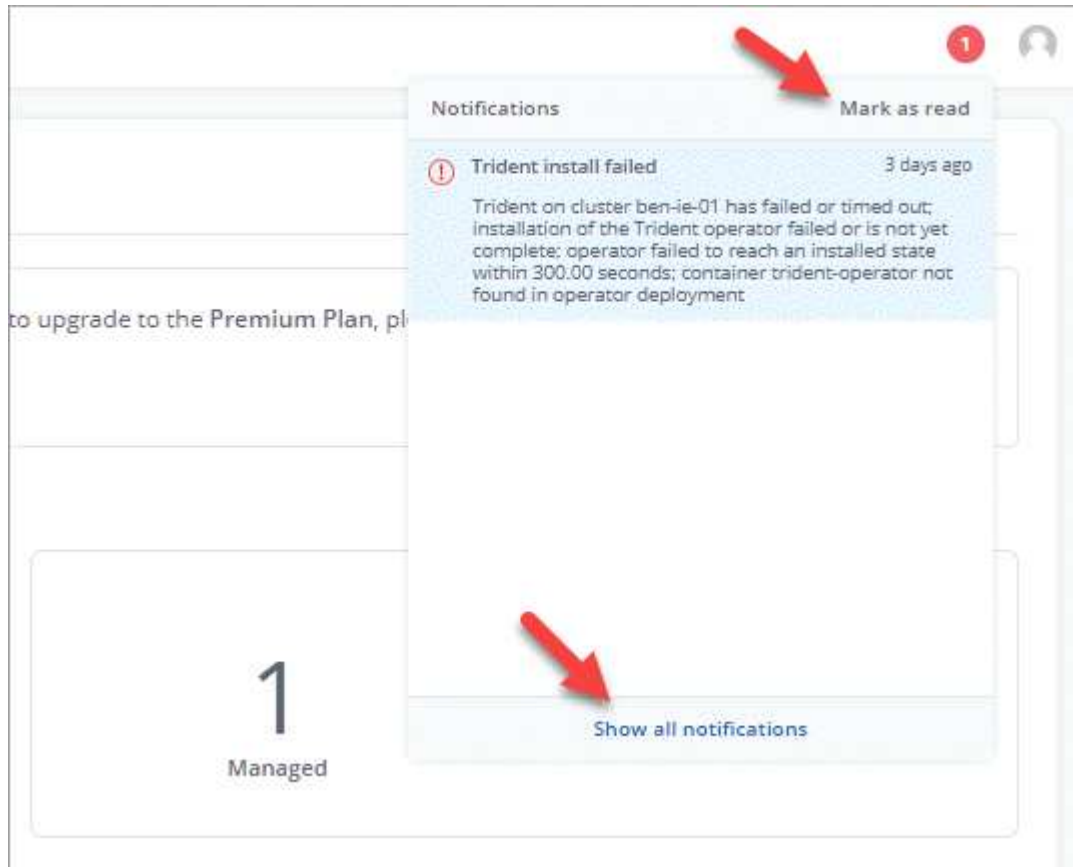 1
Notifications
Mark as read
Trident install failed
3 days ago
Trident on cluster ben-ie-01 has failed or timed out;
installation of the Trident operator failed or is not yet
complete; operator failed to reach an installed state
within 300.00 seconds; container trident-operator not
found in operator deployment
to upgrade to the Premium Plan, pl
1
Managed
Show all notifications